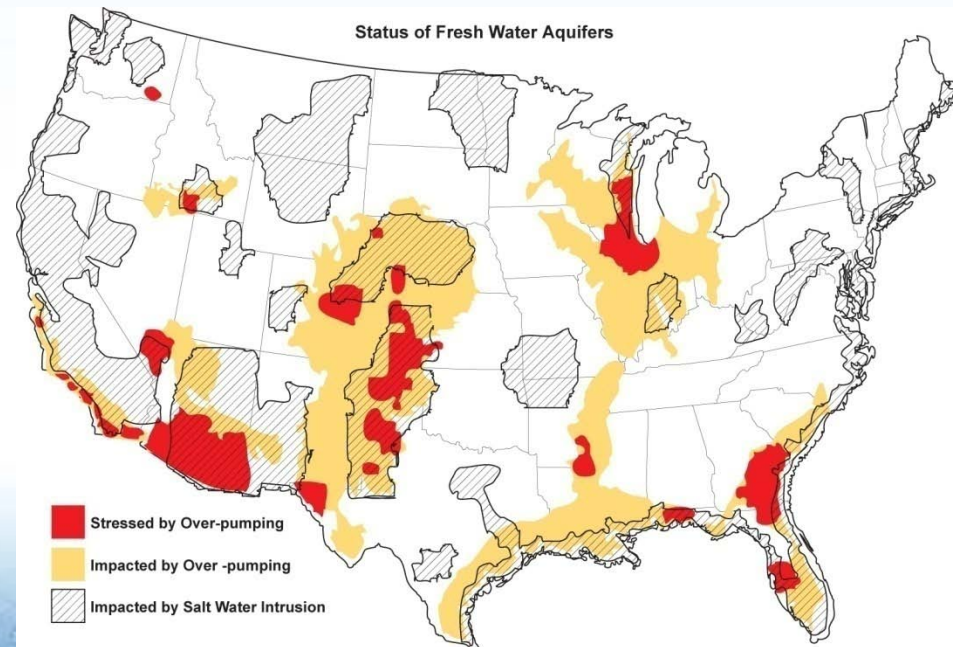 Status of Fresh Water Aquifers
Stressed by Over-pumping
Impacted by Over -pumping
Impacted by Salt Water Intrusion